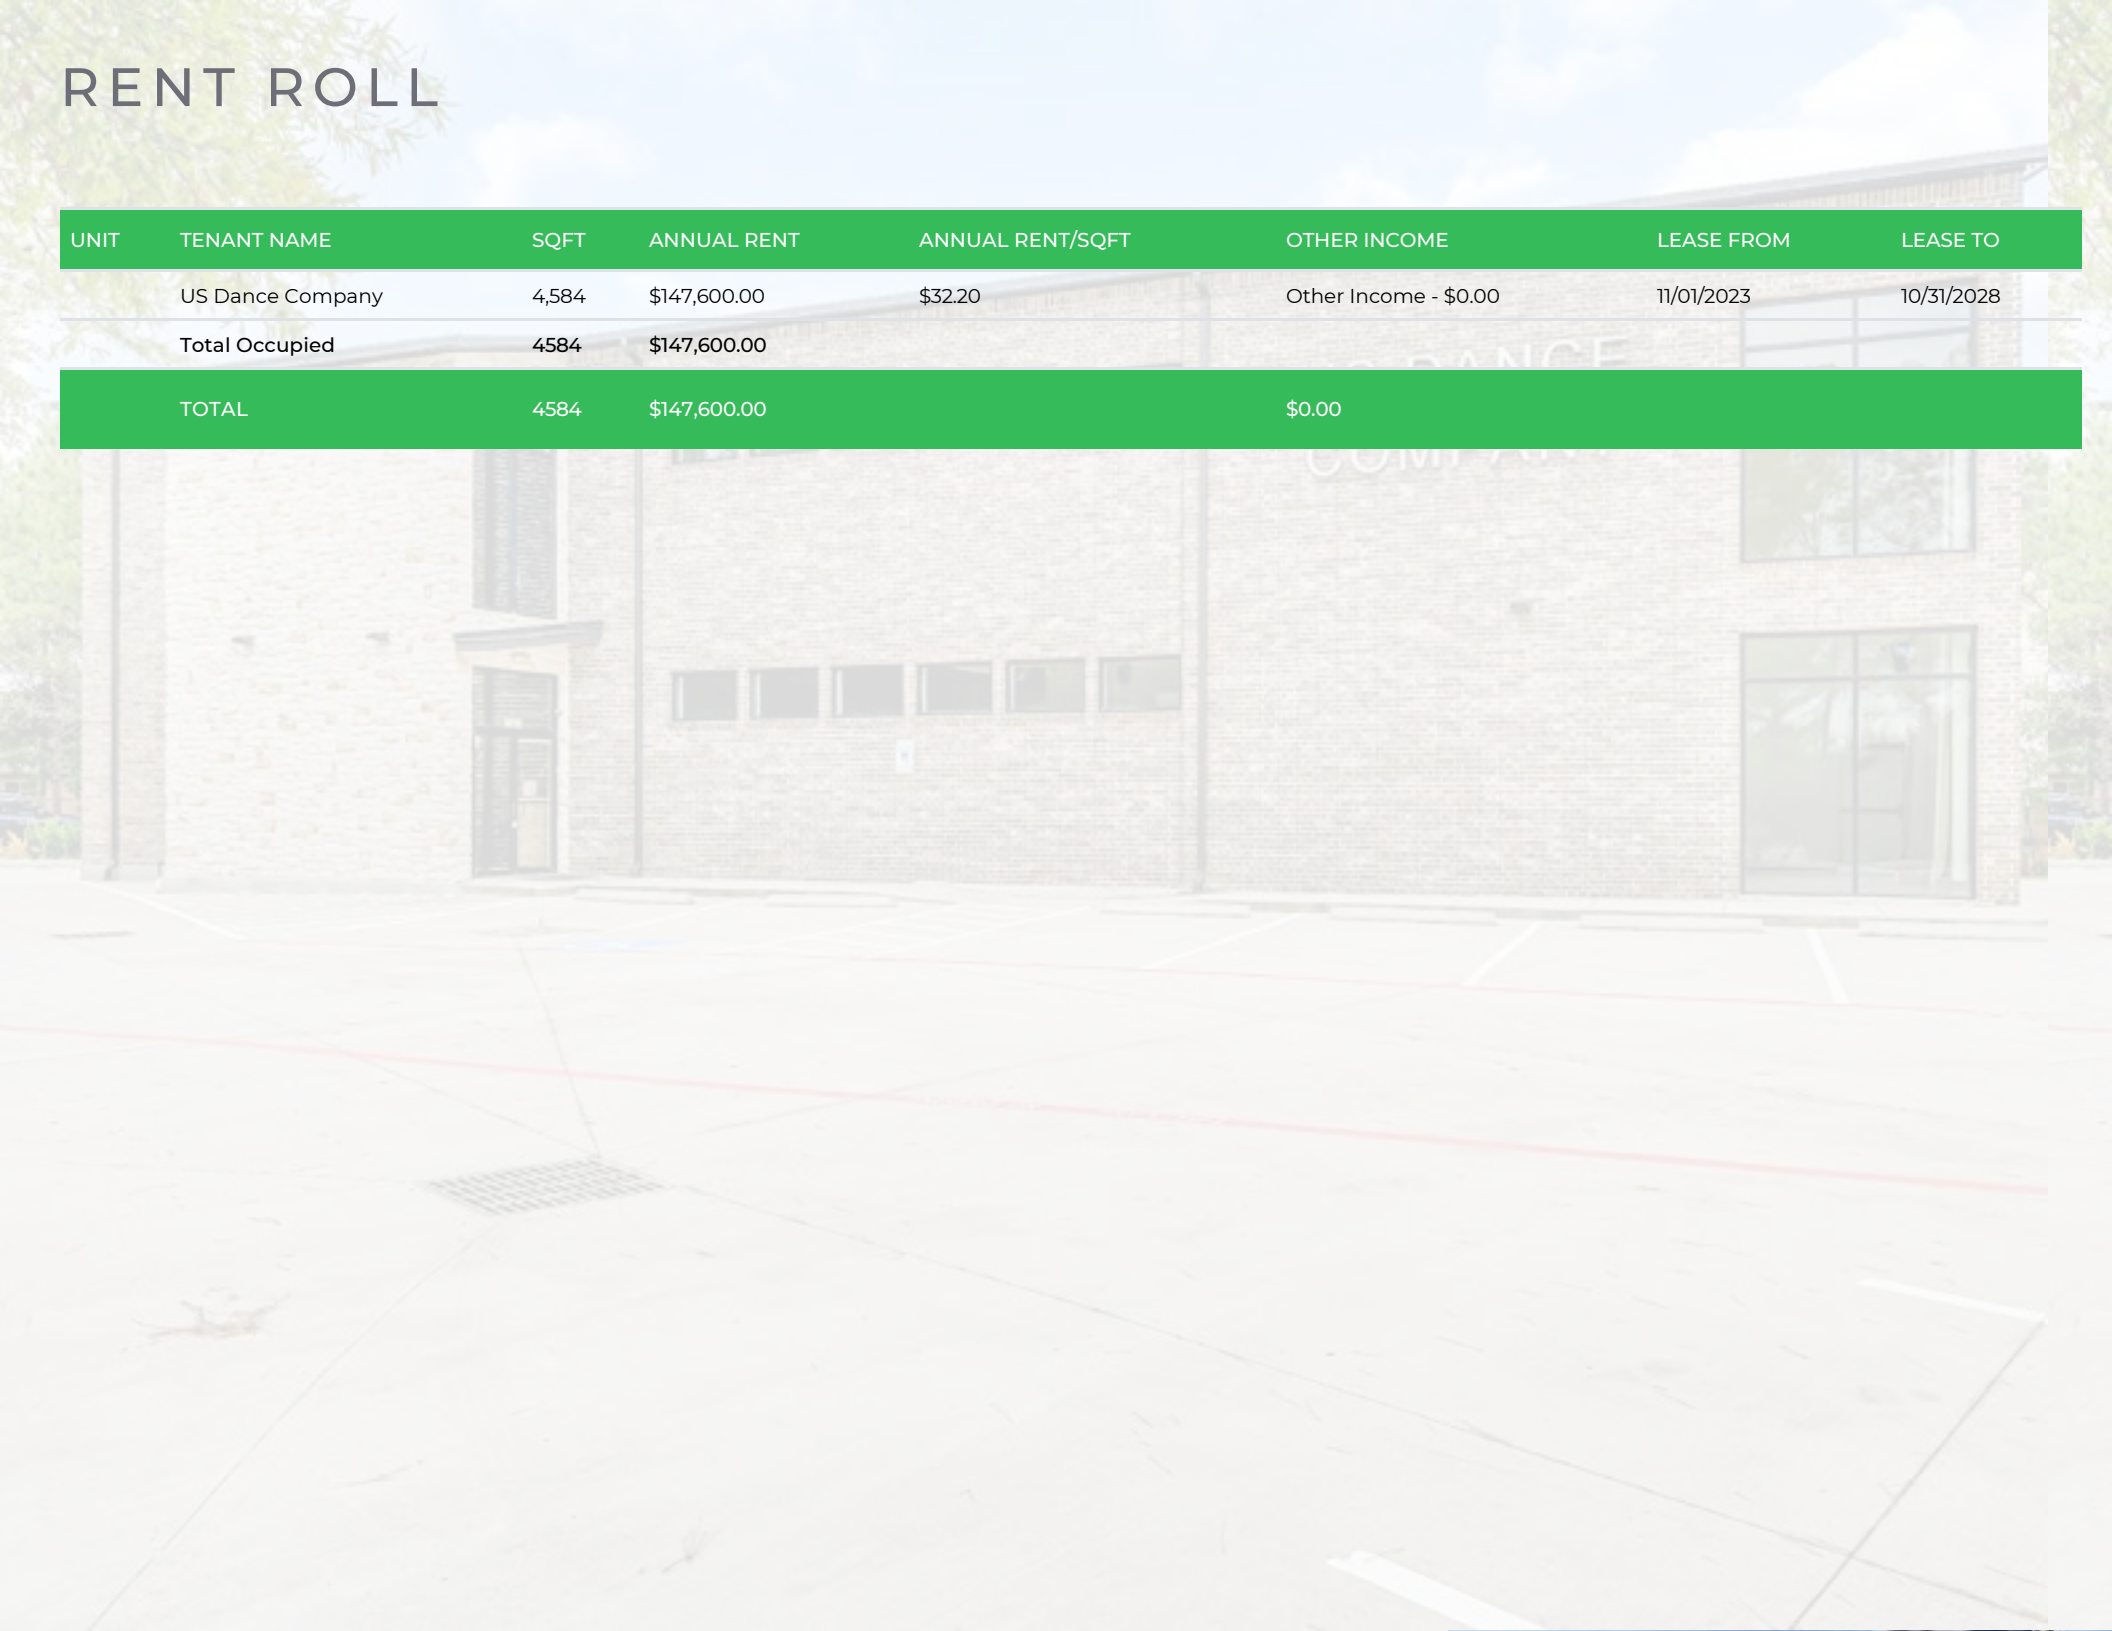 RENT ROLL
UNIT TENANT NAME SQFT ANNUAL RENT ANNUAL RENT/SQFT OTHER INCOME LEASE FROM LEASE TO
US Dance Company 4,584 $147,600.00 $32.20 Other Income - $0.00 11/01/2023 10/31/2028
Total Occupied 4584 $147,600.00
DANCE
TOTAL 4584 $147,600.00 $0.00
COMPANY